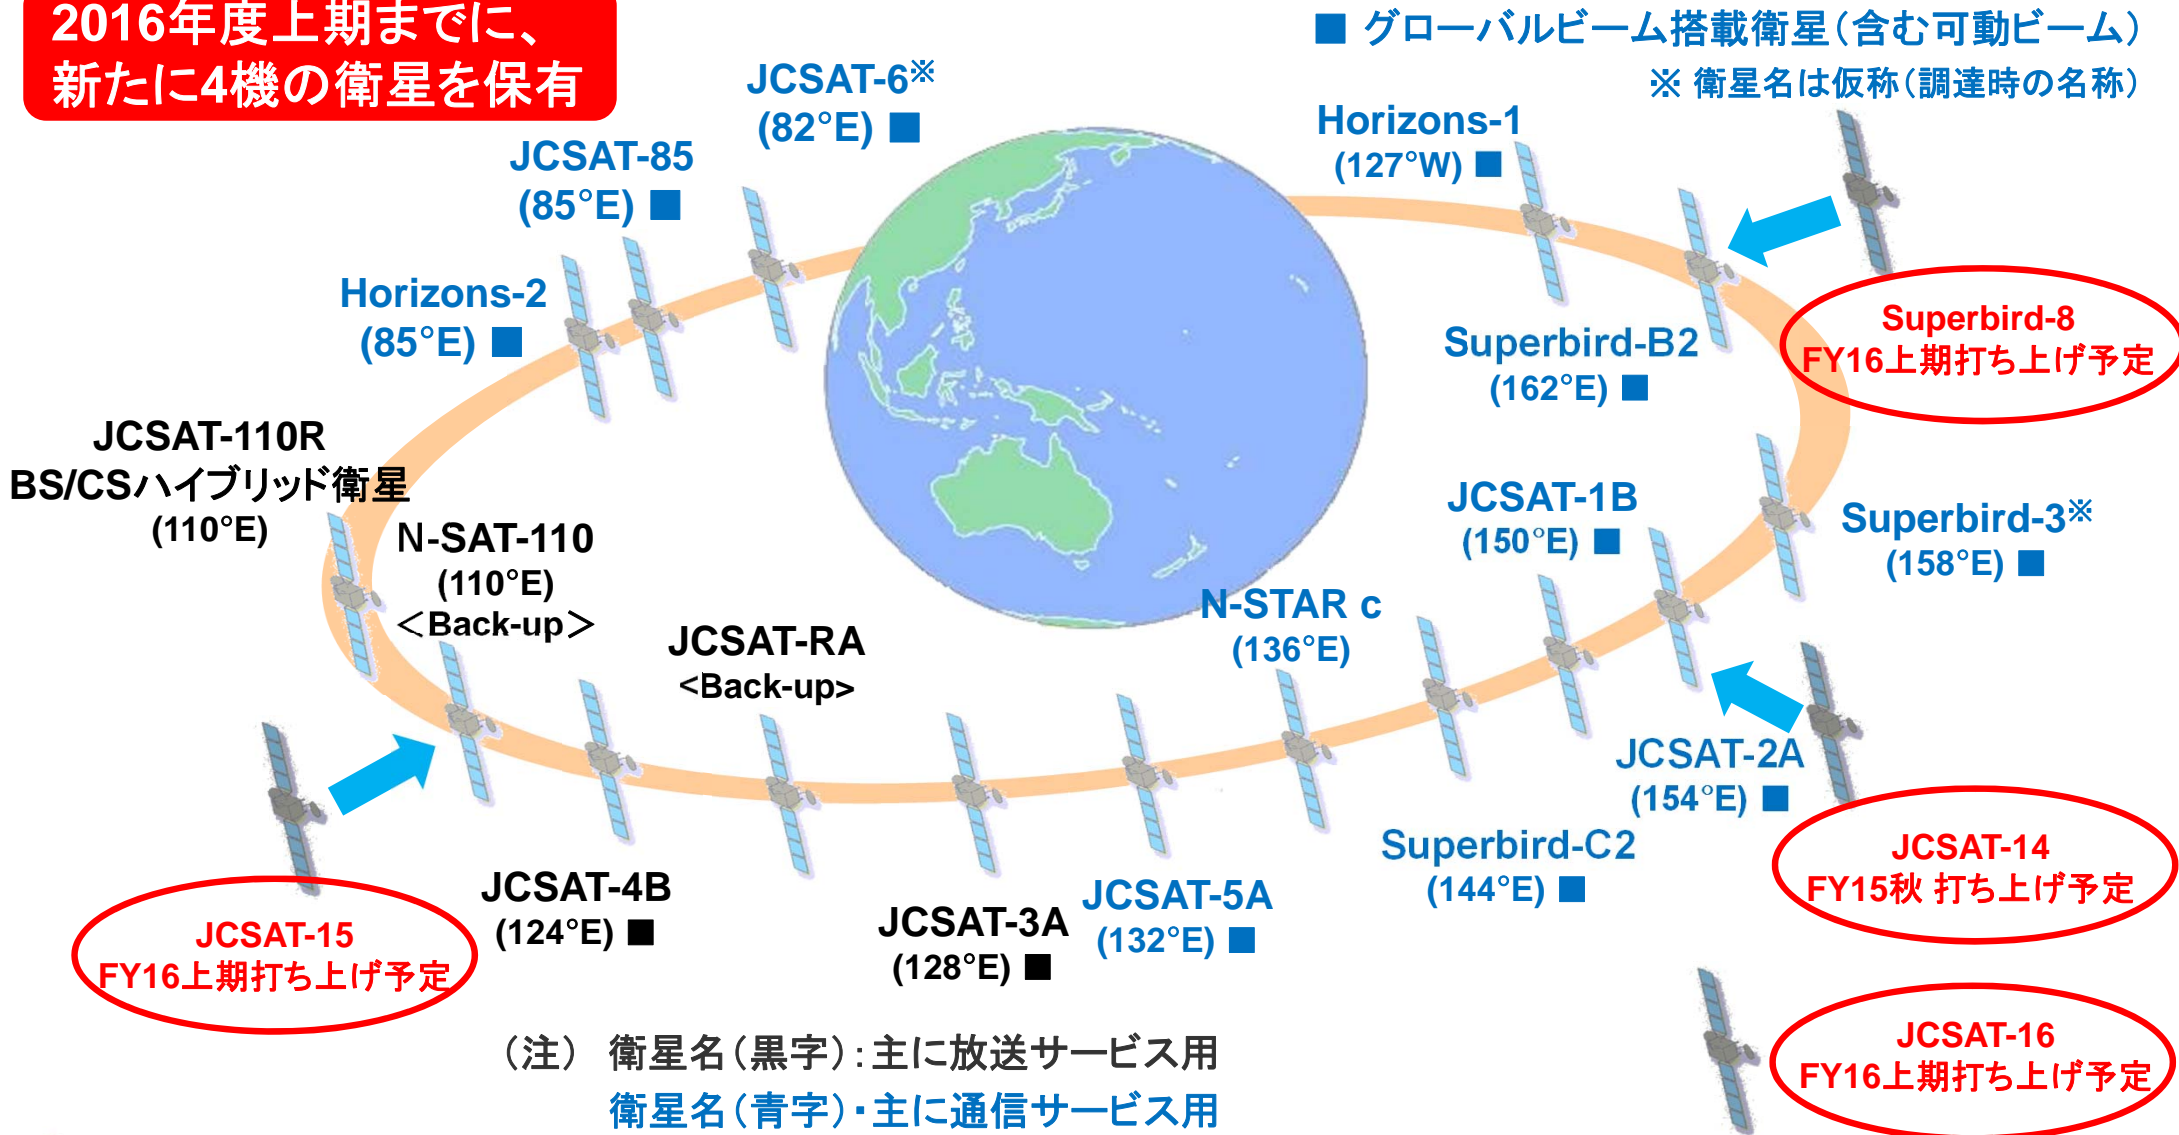 2016年度上期までに、
新たに4機の衛星を保有
■ グローバルビーム搭載衛星（含む可動ビーム）
※ 衛星名は仮称（調達時の名称）
JCSAT-6※
(82°E) ■
Horizons-1
(127°W) ■
JCSAT-85
(85°E) ■
Horizons-2
(85°E) ■
Superbird-B2
(162°E) ■
Superbird-8
FY16上期打ち上げ予定
JCSAT-110R
BS/CSハイブリッド衛星
(110°E)
N-SAT-110
(110°E)
＜Back-up＞
JCSAT-RA
<Back-up>
N-STAR c
(136°E)
JCSAT-1B
(150°E) ■
Superbird-3※
(158°E) ■
JCSAT-2A
(154°E) ■
Superbird-C2
(144°E) ■
JCSAT-14
FY15秋 打ち上げ予定
JCSAT-4B
(124°E) ■
JCSAT-3A
(128°E) ■
JCSAT-5A
(132°E) ■
JCSAT-15
FY16上期打ち上げ予定
JCSAT-16
FY16上期打ち上げ予定
（注） 衛星名（黒字）：主に放送サービス用
衛星名（青字）・主に通信サービス用